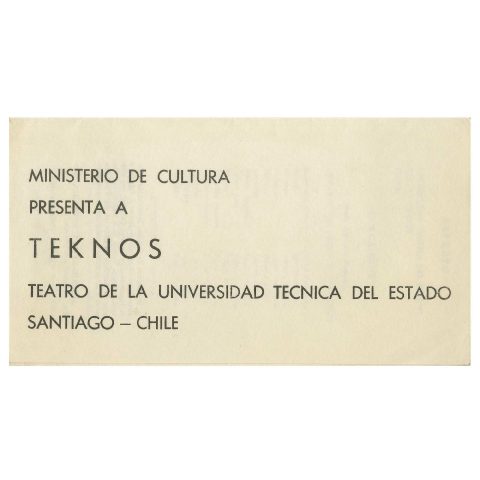 MINISTERIO DE CULTURA
PRESENTA A
TEKNOS
TEATRO DE LA UNIVERSIDAD TECNICA DEL ESTADO
SANTIAGO – CHILE